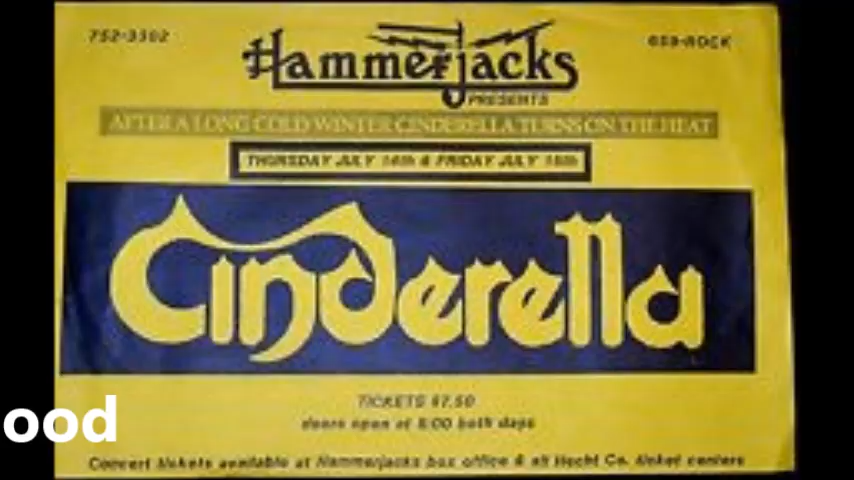 752-3302
Hammerjacks
659-ROCK
PRESENTS
AFTER A LONG COLD WINTER CINDERELLA TURNS ON THE HEAT
THURSDAY JULY 14th & FRIDAY JULY 15th
Cinderella
TICKETS $7.50
doors open at 8:00 both days
ood
Concert tickets available at Hammerjacks box office & all Hecht Co. ticket centers